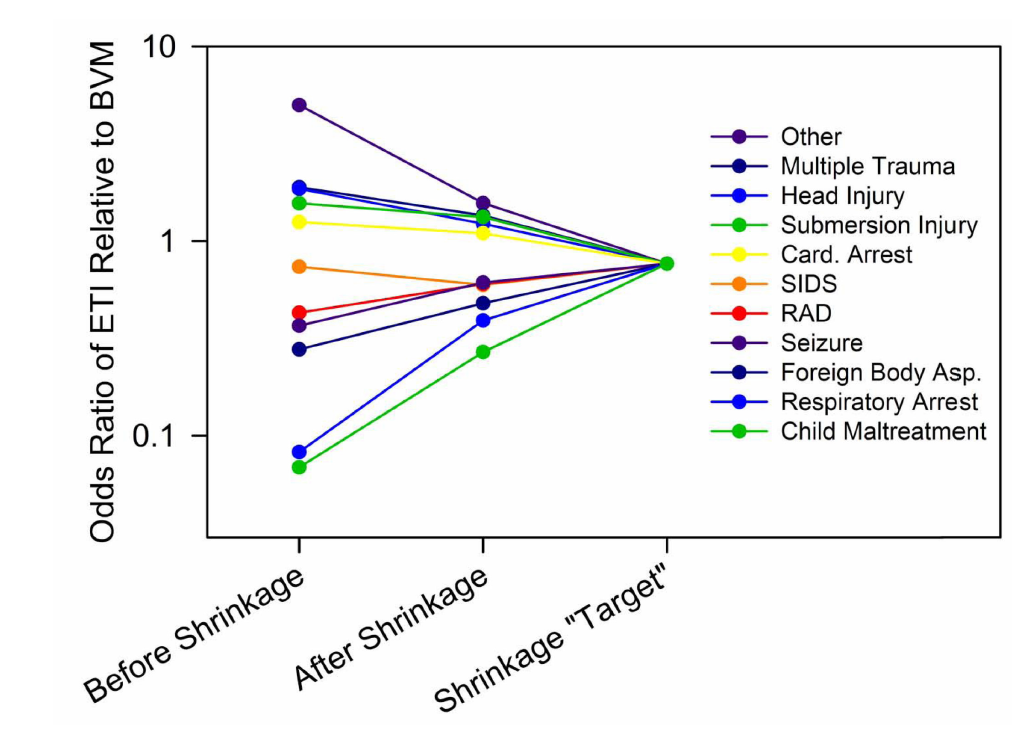 Odds Ratio of ETI Relative to BVM
10
1
0.1
Other
Multiple Trauma
Head Injury
Submersion Injury
Card. Arrest
SIDS
RAD
Seizure
Foreign Body Asp.
Respiratory Arrest
Child Maltreatment
Before Shrinkage
After Shrinkage
Shrinkage "Target"